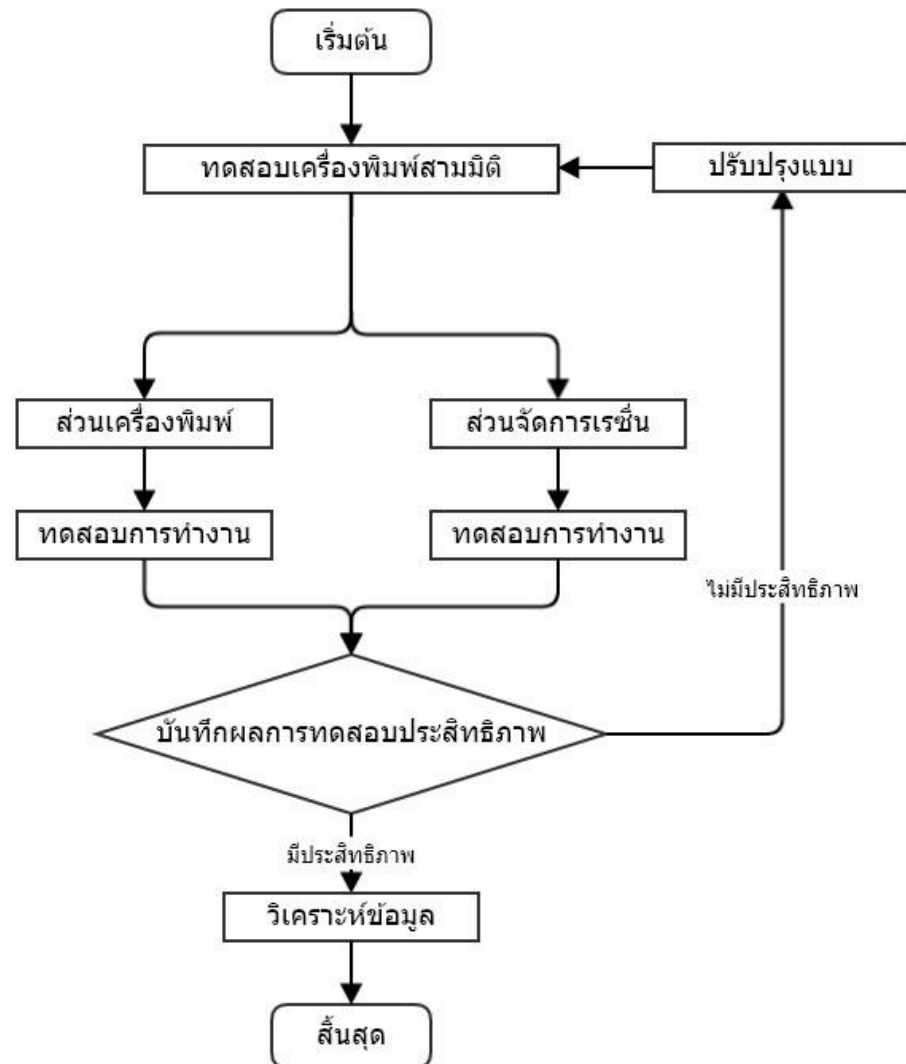 เริ่มต้น
ทดสอบเครื่องพิมพ์สามมิติ
ปรับปรุงแบบ
ส่วนเครื่องพิมพ์
ส่วนจัดการเรซิ่น
ทดสอบการทำงาน
ทดสอบการทำงาน
ไม่มีประสิทธิภาพ
บันทึกผลการทดสอบประสิทธิภาพ
มีประสิทธิภาพ
วิเคราะห์ข้อมูล
สิ้นสุด